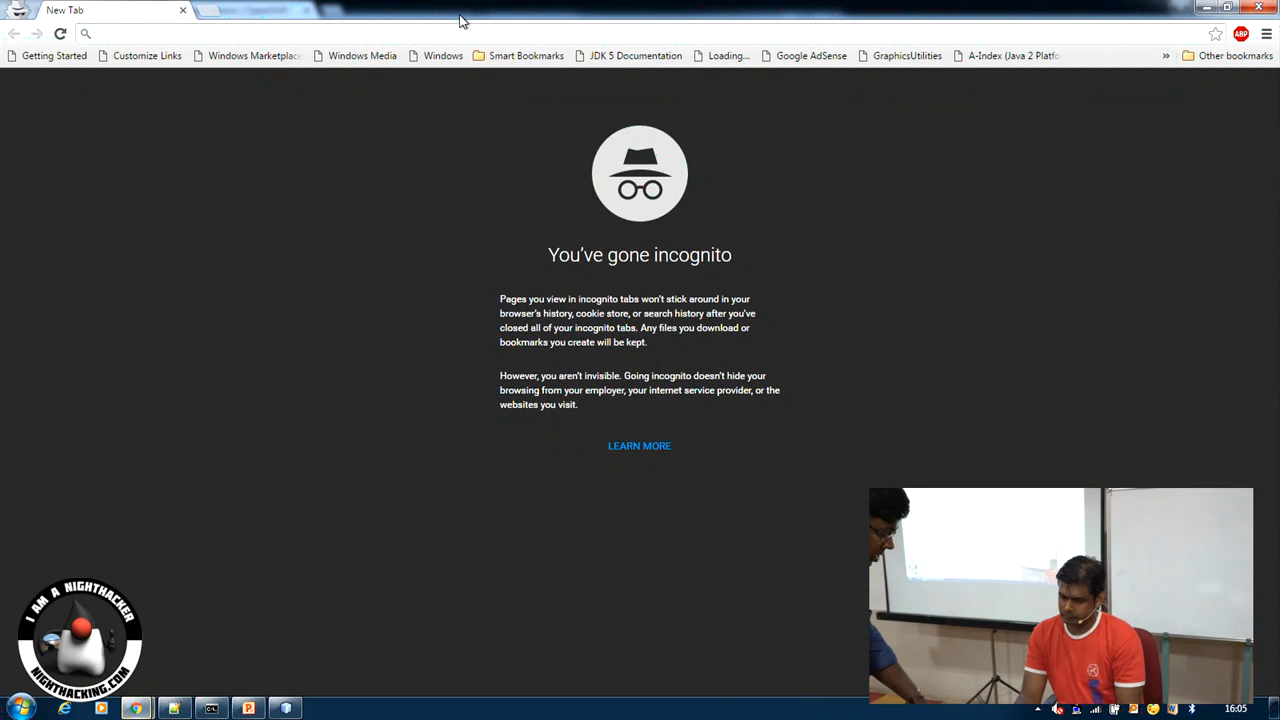 New Tab
Getting Started
Customize Links
Windows Marketplace
Windows Media
Windows
Smart Bookmarks
JDK 5 Documentation
Loading...
Google AdSense
GraphicsUtilities
A-Index (Java 2 Platfo
»
Other bookmarks
ABP
You've gone incognito
Pages you view in incognito tabs won't stick around in your
browser's history, cookie store, or search history after you've
closed all of your incognito tabs. Any files you download or
bookmarks you create will be kept.
However, you aren't invisible. Going incognito doesn't hide your
browsing from your employer, your internet service provider, or the
websites you visit.
LEARN MORE
I AM A NIGHTHACKER
NIGHTHACKING.COM
16:05